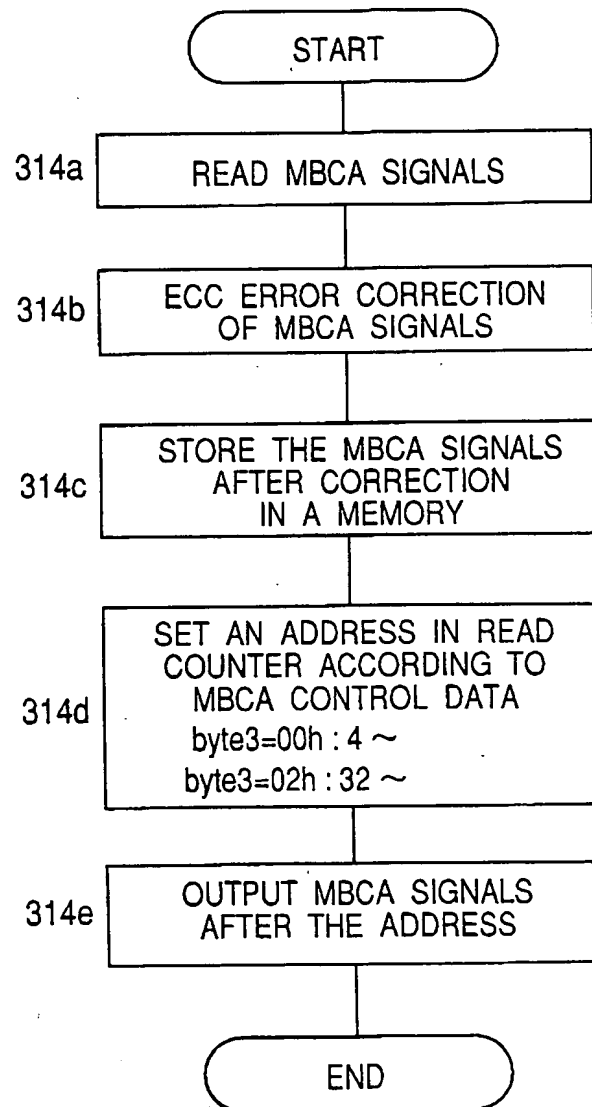 START
314a
READ MBCA SIGNALS
314b
ECC ERROR CORRECTION
OF MBCA SIGNALS
314c
STORE THE MBCA SIGNALS
AFTER CORRECTION
IN A MEMORY
314d
SET AN ADDRESS IN READ
COUNTER ACCORDING TO
MBCA CONTROL DATA
byte3=00h : 4 ~
byte3=02h : 32 ~
314e
OUTPUT MBCA SIGNALS
AFTER THE ADDRESS
END